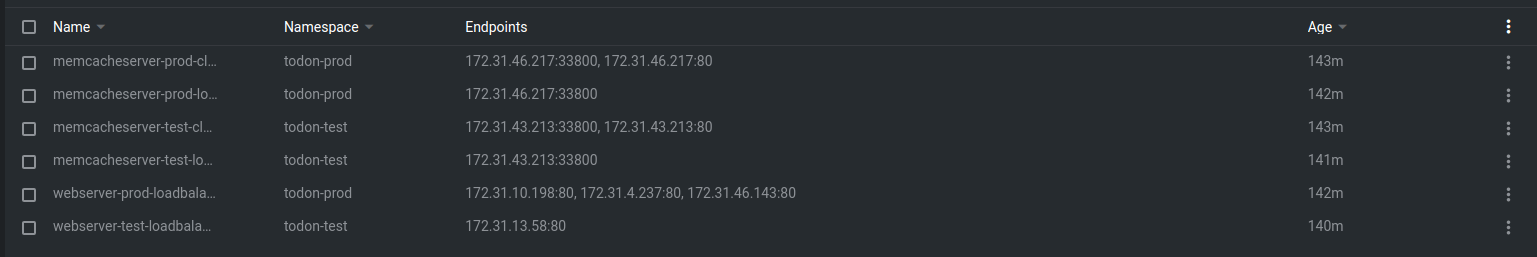 Name Namespace Endpoints Age
memcacheserver-prod-cl… todon-prod 172.31.46.217:33800, 172.31.46.217:80 143m
memcacheserver-prod-lo… todon-prod 172.31.46.217:33800 142m
memcacheserver-test-cl… todon-test 172.31.43.213:33800, 172.31.43.213:80 143m
memcacheserver-test-lo… todon-test 172.31.43.213:33800 141m
webserver-prod-loadbala… todon-prod 172.31.10.198:80, 172.31.4.237:80, 172.31.46.143:80 142m
webserver-test-loadbala… todon-test 172.31.13.58:80 140m